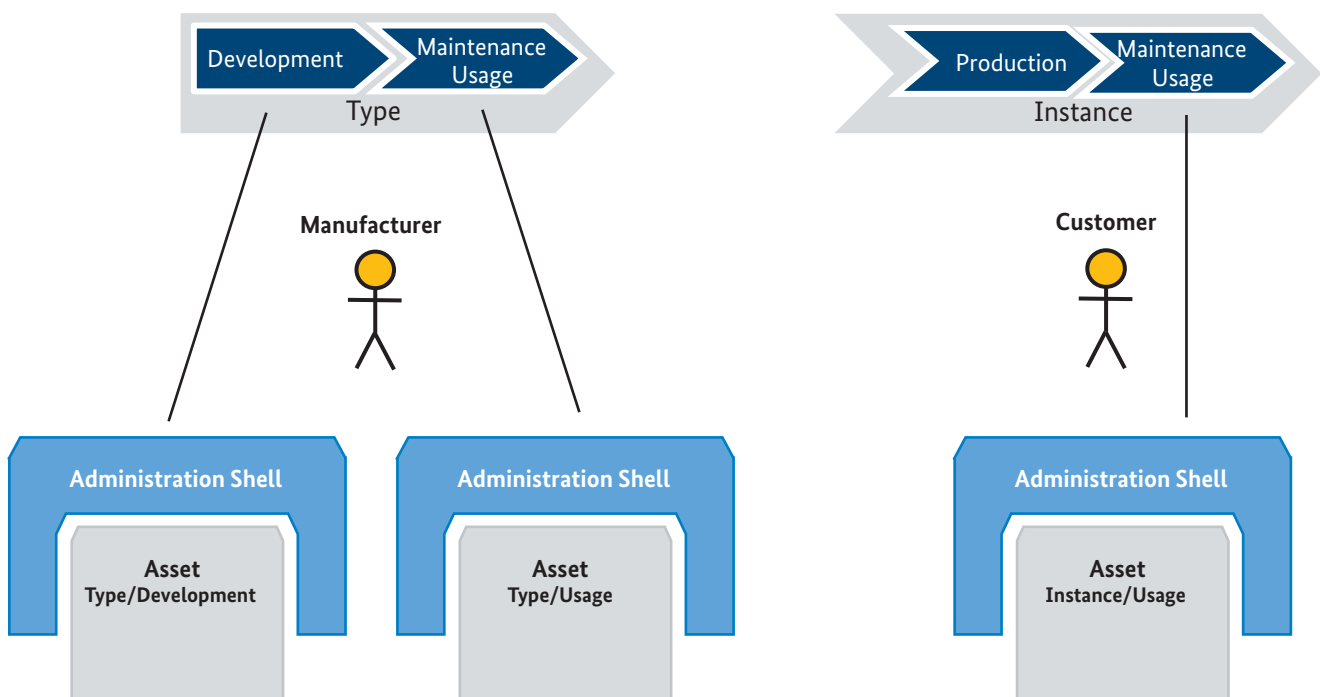 Development
Maintenance
Usage
Type
Production
Maintenance
Usage
Instance
Manufacturer
Customer
Administration Shell
Asset
Type/Development
Administration Shell
Asset
Type/Usage
Administration Shell
Asset
Instance/Usage